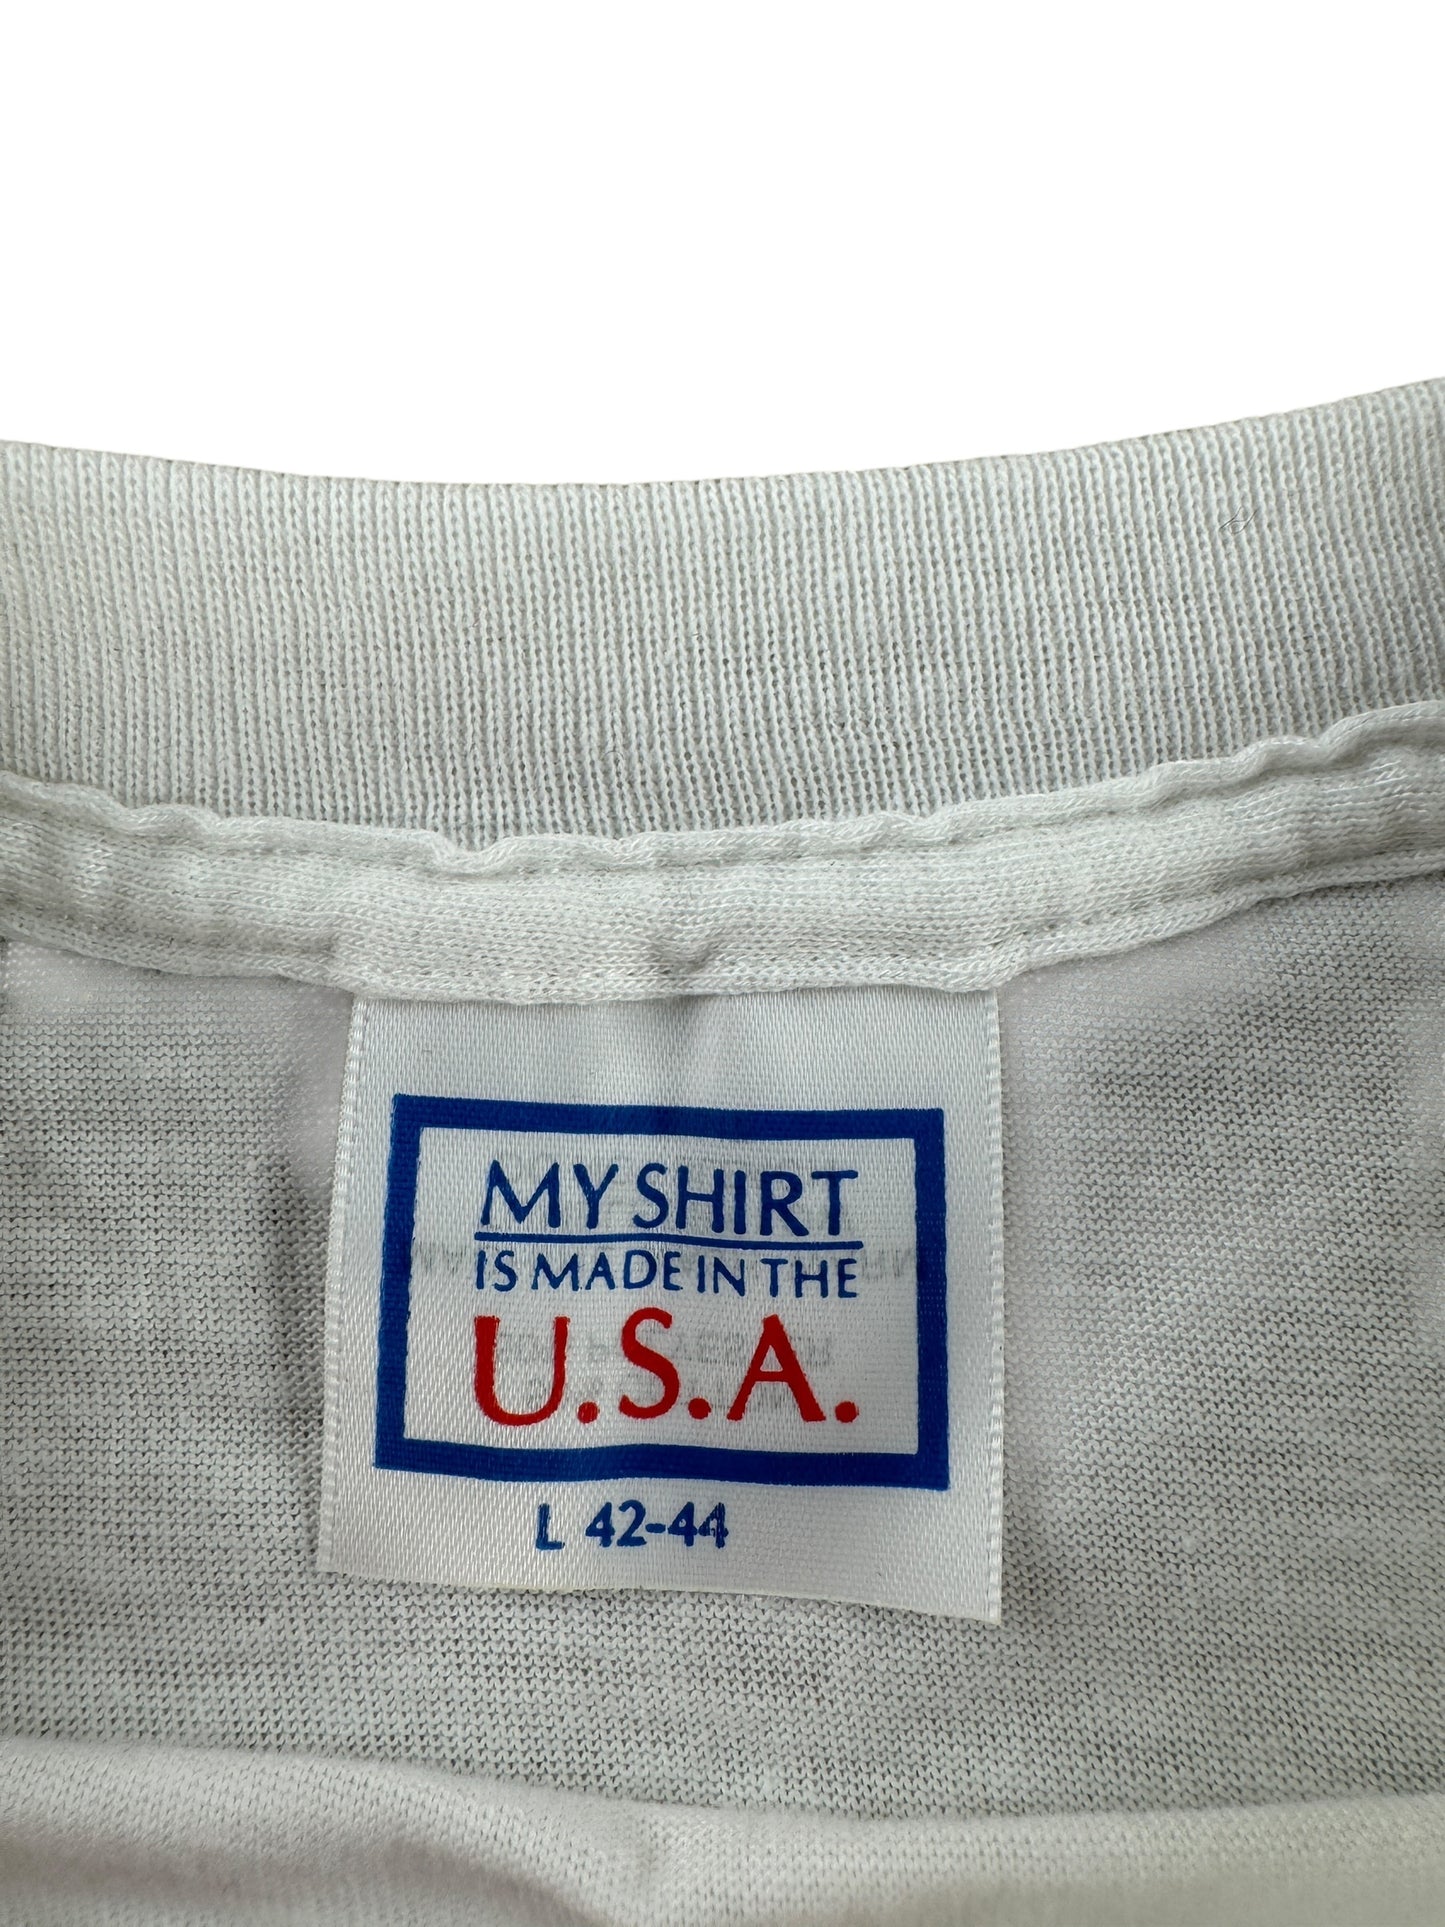 MY SHIRT
IS MADE IN THE
U.S.A.
L 42-44